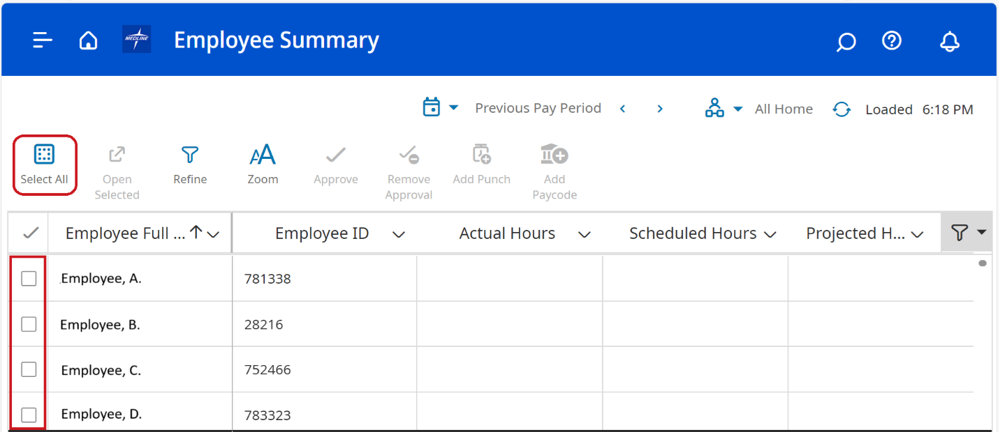 MEDLINE Employee Summary
Previous Pay Period All Home Loaded 6:18 PM
Select All Open Selected Refine Zoom Approve Remove Approval Add Punch Add Paycode
Employee Full ... Employee ID Actual Hours Scheduled Hours Projected H...
Employee, A. 781338
Employee, B. 28216
Employee, C. 752466
Employee, D. 783323